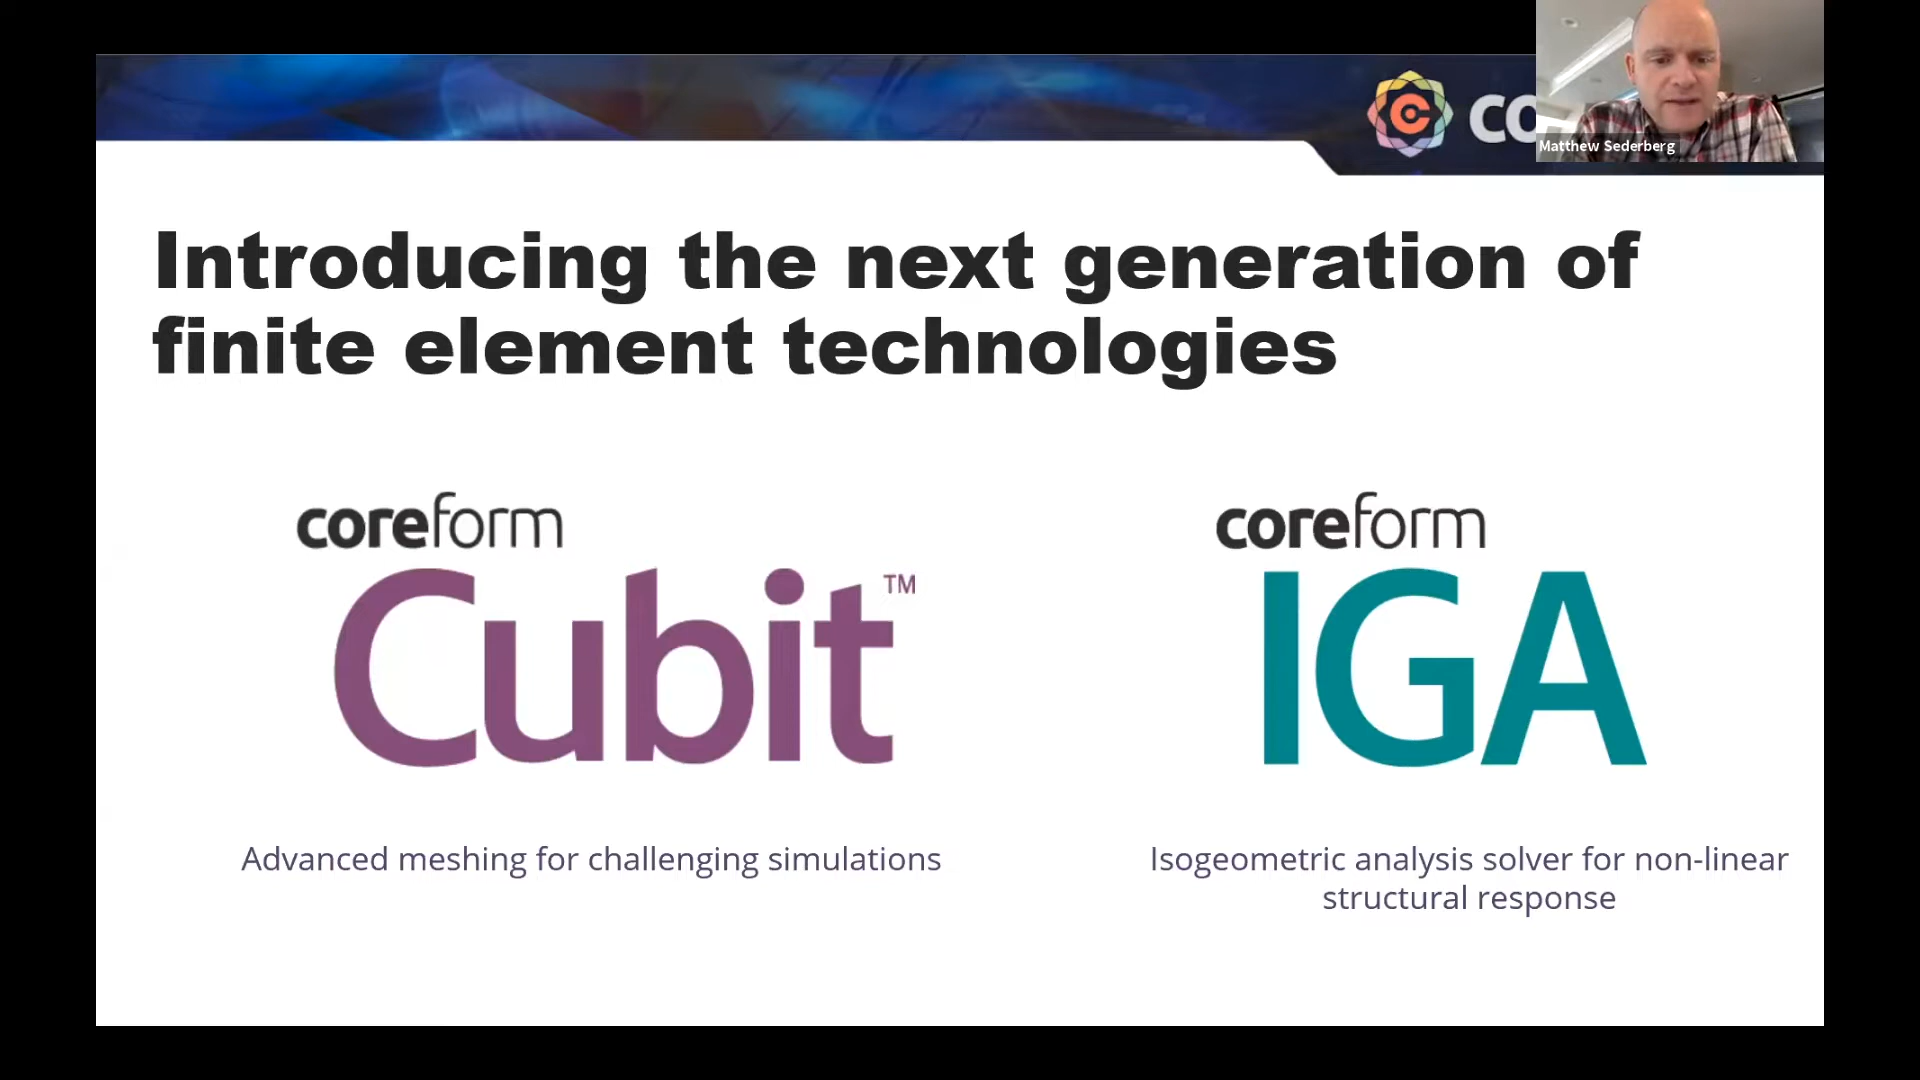 co
Matthew Sederberg
Introducing the next generation of
finite element technologies
coreform
Cubit™
Advanced meshing for challenging simulations
coreform
IGA
Isogeometric analysis solver for non-linear
structural response